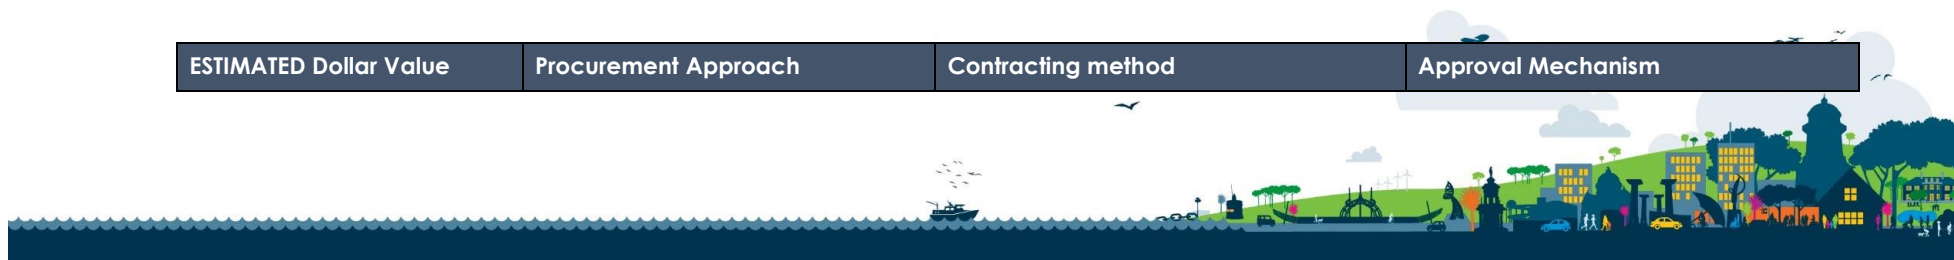 ESTIMATED Dollar Value
Procurement Approach
Contracting method
Approval Mechanism